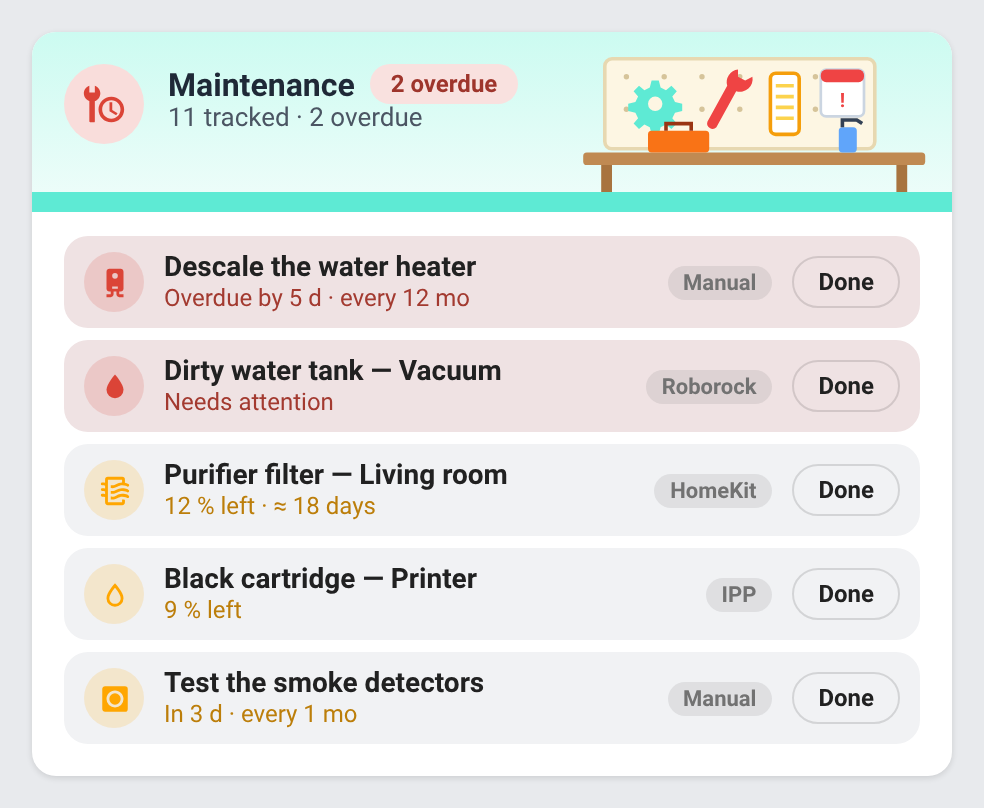 Maintenance 2 overdue
11 tracked · 2 overdue
!
Descale the water heater
Overdue by 5 d · every 12 mo
Manual Done
Dirty water tank — Vacuum
Needs attention
Roborock Done
Purifier filter — Living room
12 % left · ≈ 18 days
HomeKit Done
Black cartridge — Printer
9 % left
IPP Done
Test the smoke detectors
In 3 d · every 1 mo
Manual Done